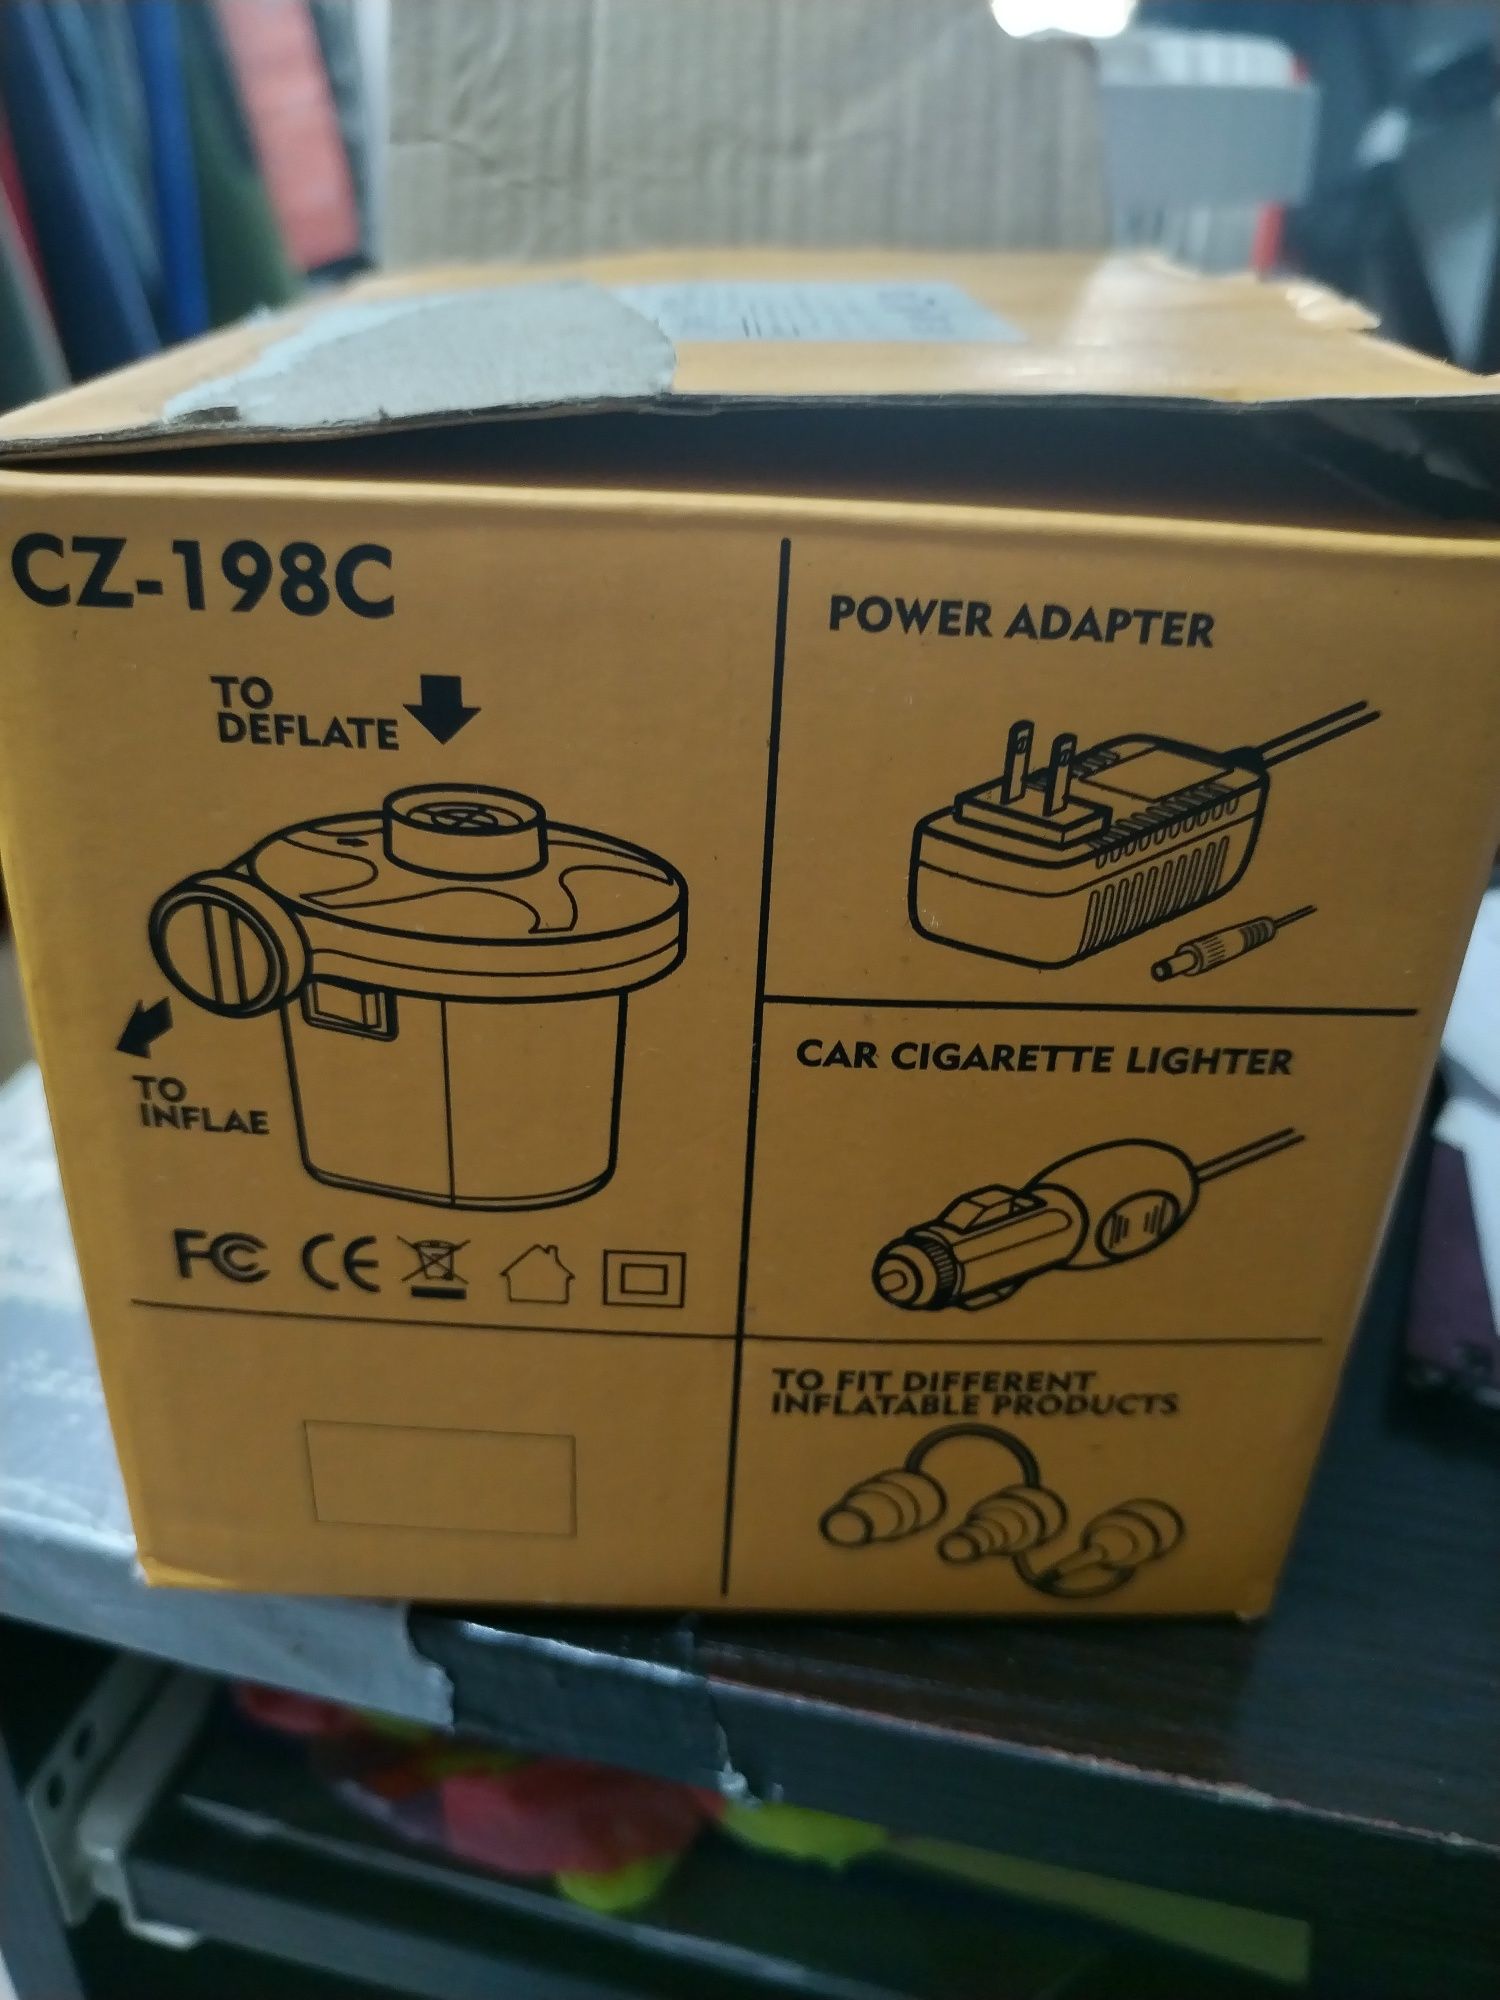 CZ-198C
TO
DEFLATE
TO
INFLAE
FC CE
POWER ADAPTER
CAR CIGARETTE LIGHTER
TO FIT DIFFERENT
INFLATABLE PRODUCTS